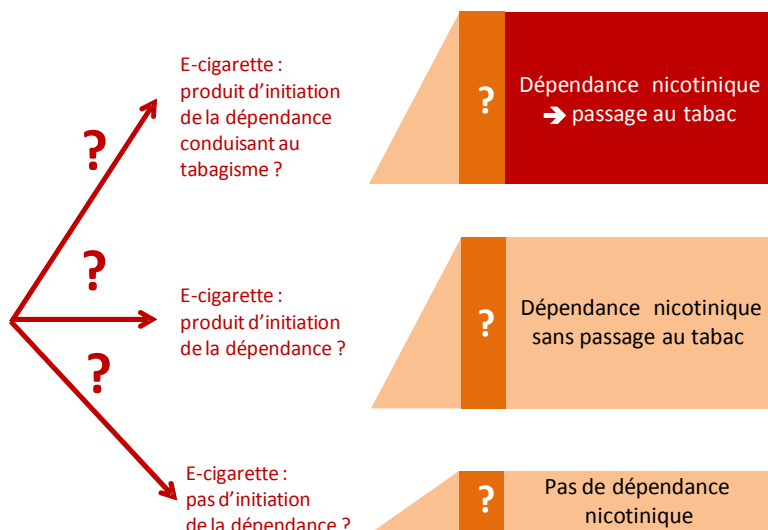 E-cigarette :
produit d'initiation
de la dépendance
conduisant au
tabagisme ?
?
?
Dépendance nicotinique
➔ passage au tabac
?
E-cigarette :
produit d'initiation
de la dépendance ?
?
Dépendance nicotinique
sans passage au tabac
?
E-cigarette :
pas d'initiation
de la dépendance ?
?
Pas de dépendance
nicotinique